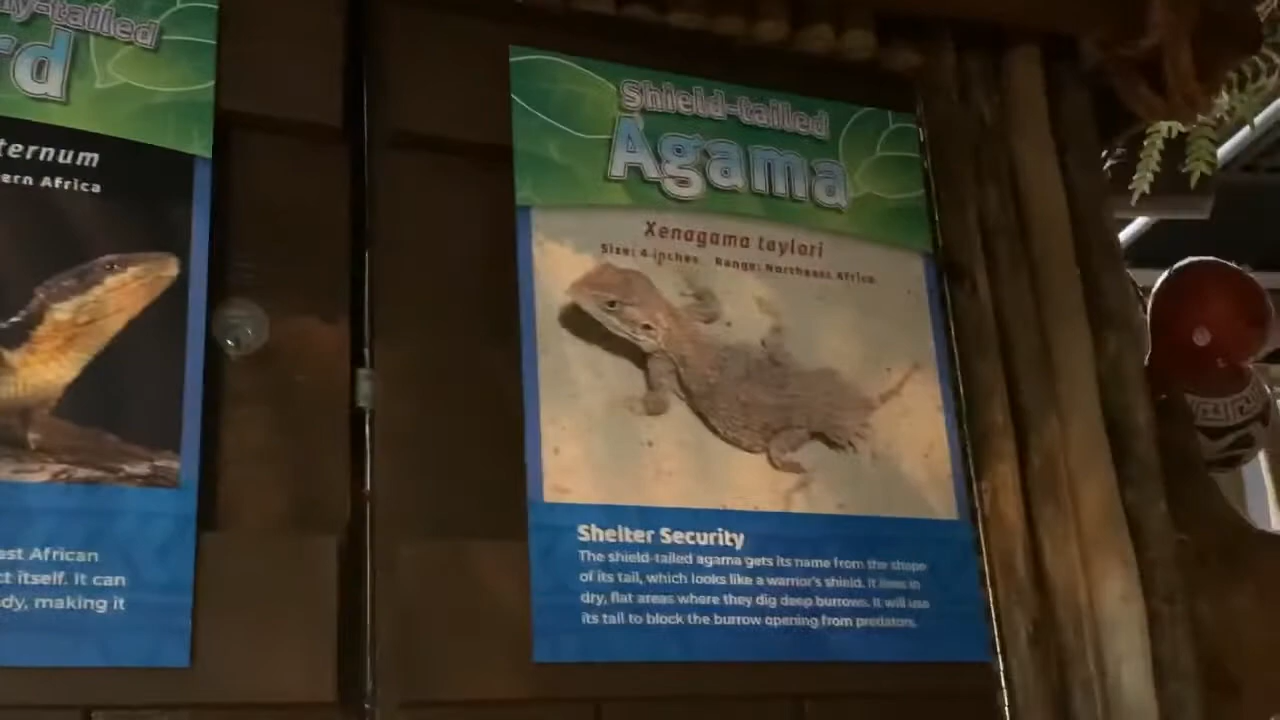 ny-tailed
rd
ternum
ern Africa
ast African
ct itself. It can
dy, making it
Shield-tailed
Agama
Xenagama taylori
Size: 4 inches Range: Northeast Africa
Shelter Security
The shield-tailed agama gets its name from the shape
of its tail, which looks like a warrior's shield. It lives in
dry, flat areas where they dig deep burrows. It will use
its tail to block the burrow opening from predators.